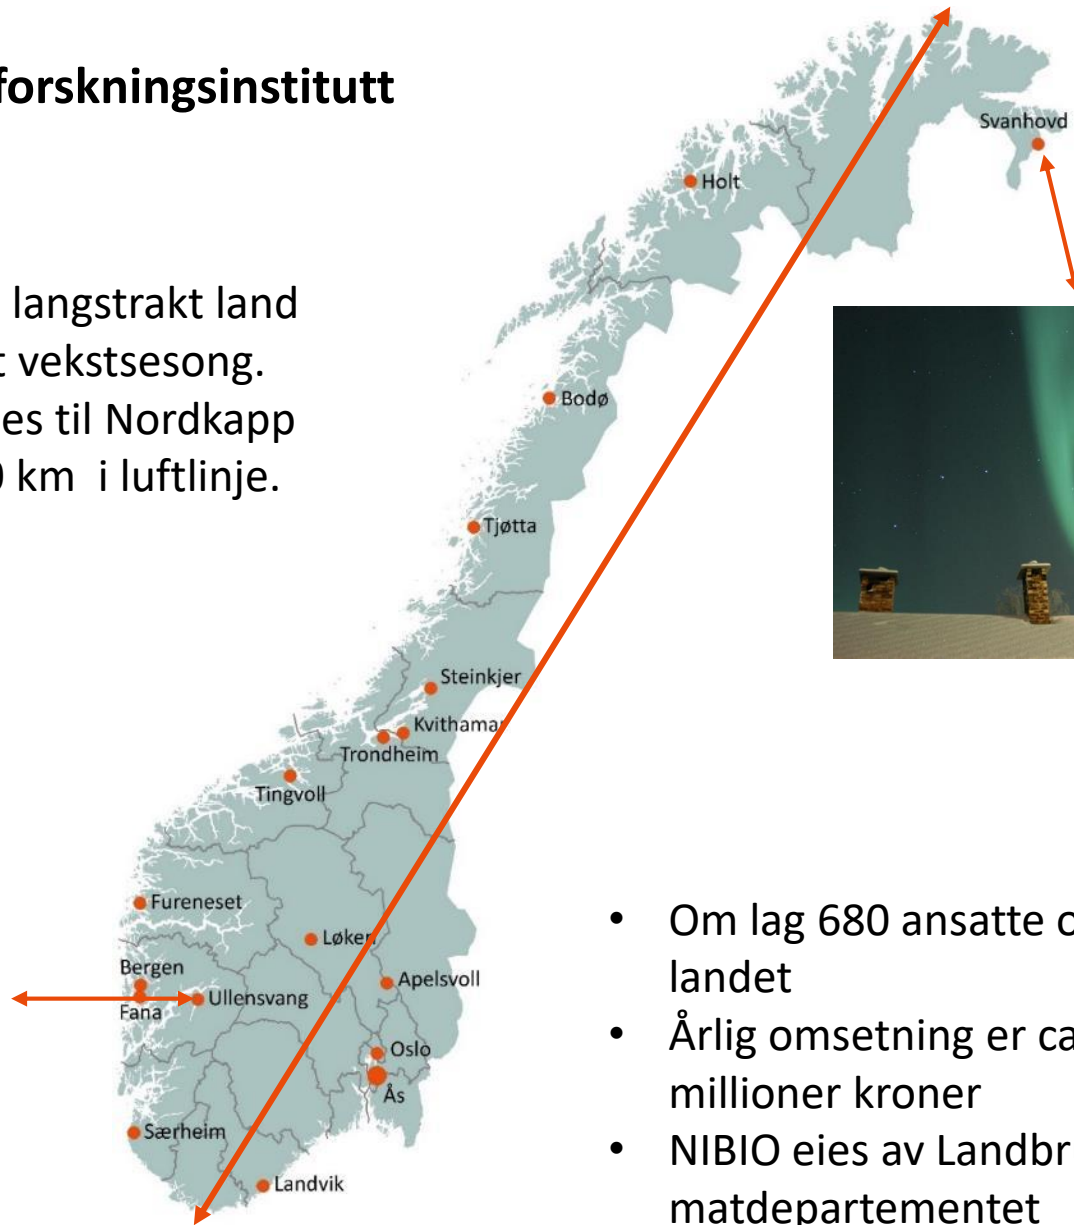 forskningsinstitutt
langstrakt land
t vekstsesong.
es til Nordkapp
0 km i luftlinje.
Svanhovd
Holt
Bodø
Tjøtta
Steinkjer
Kvithamar
Trondheim
Tingvoll
Fureneset
Løken
Bergen
Apelsvoll
Ullensvang
Fana
Oslo
Ås
Særheim
Landvik
• Om lag 680 ansatte o
landet
• Årlig omsetning er ca
millioner kroner
• NIBIO eies av Landbr
matdepartementet